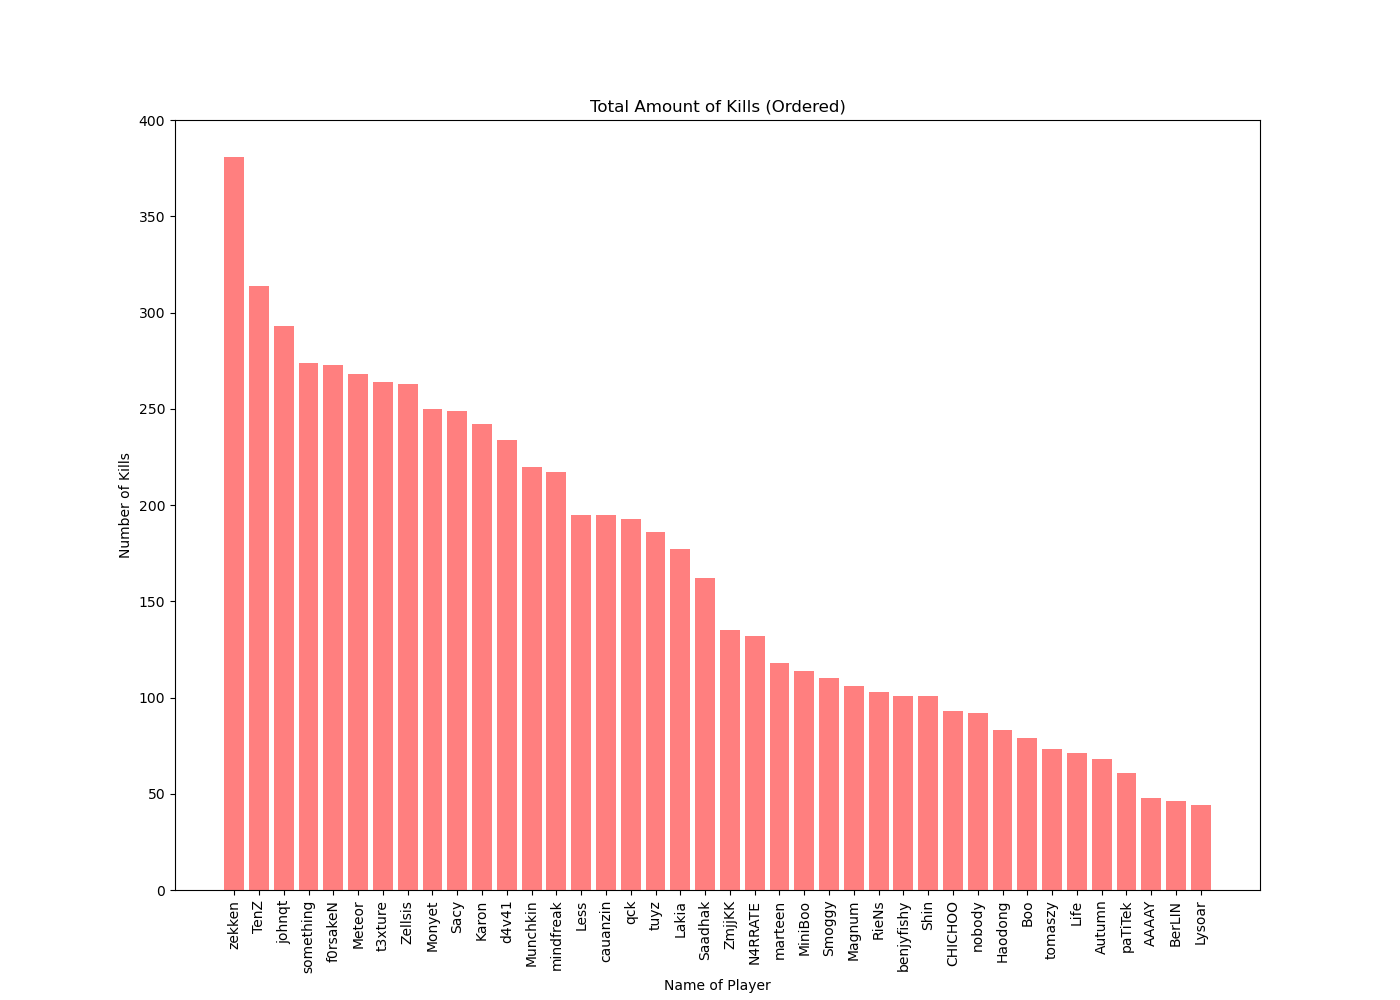 Total Amount of Kills (Ordered)
400
350
300
250
200
150
100
50
0
Number of Kills
zekken
TenZ
johnqt
something
f0rsakeN
Meteor
t3xture
Zellsis
Monyet
Sacy
Karon
d4v41
Munchkin
mindfreak
Less
cauanzin
qck
tuyz
Lakia
Saadhak
ZmjjKK
N4RRATE
marteen
MiniBoo
Smoggy
Magnum
RieNs
benjyfishy
Shin
CHICHOO
nobody
Haodong
Boo
tomaszy
Life
Autumn
paTiTek
AAAAY
BerLIN
Lysoar
Name of Player